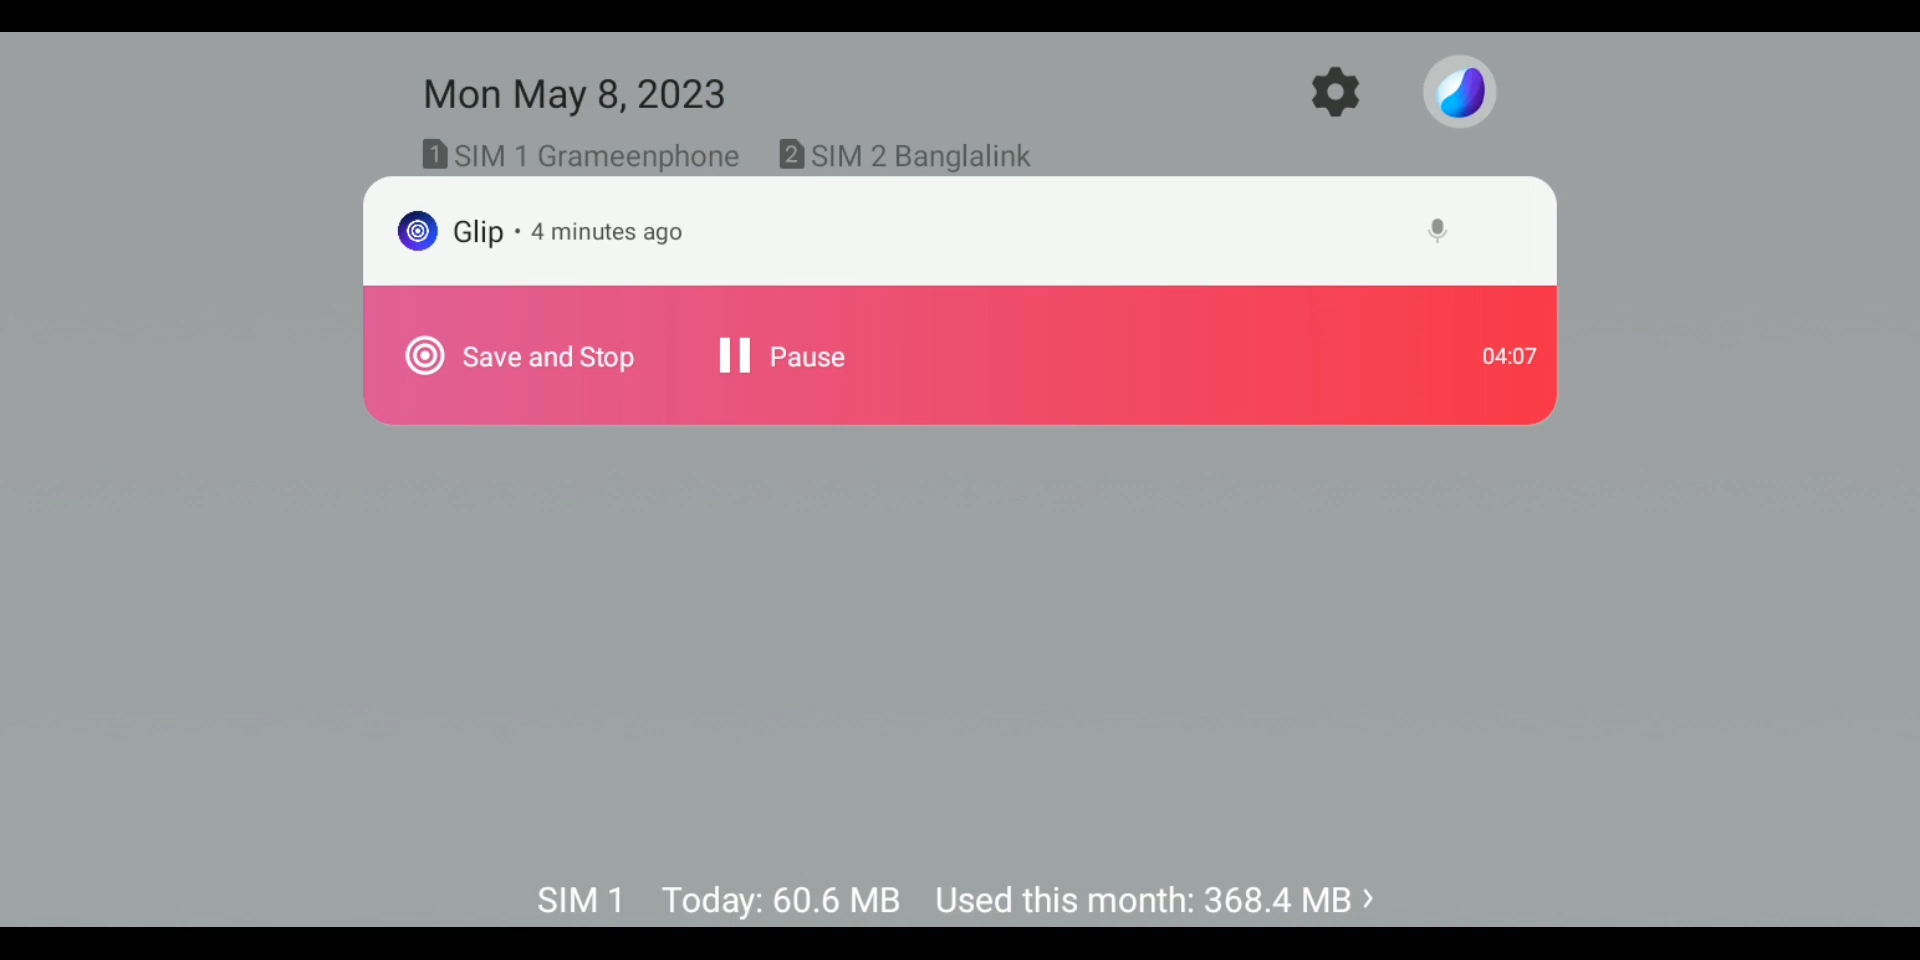 Mon May 8, 2023
1 SIM 1 Grameenphone 2 SIM 2 Banglalink
Glip • 4 minutes ago
Save and Stop Pause 04:07
SIM 1 Today: 60.6 MB Used this month: 368.4 MB ›